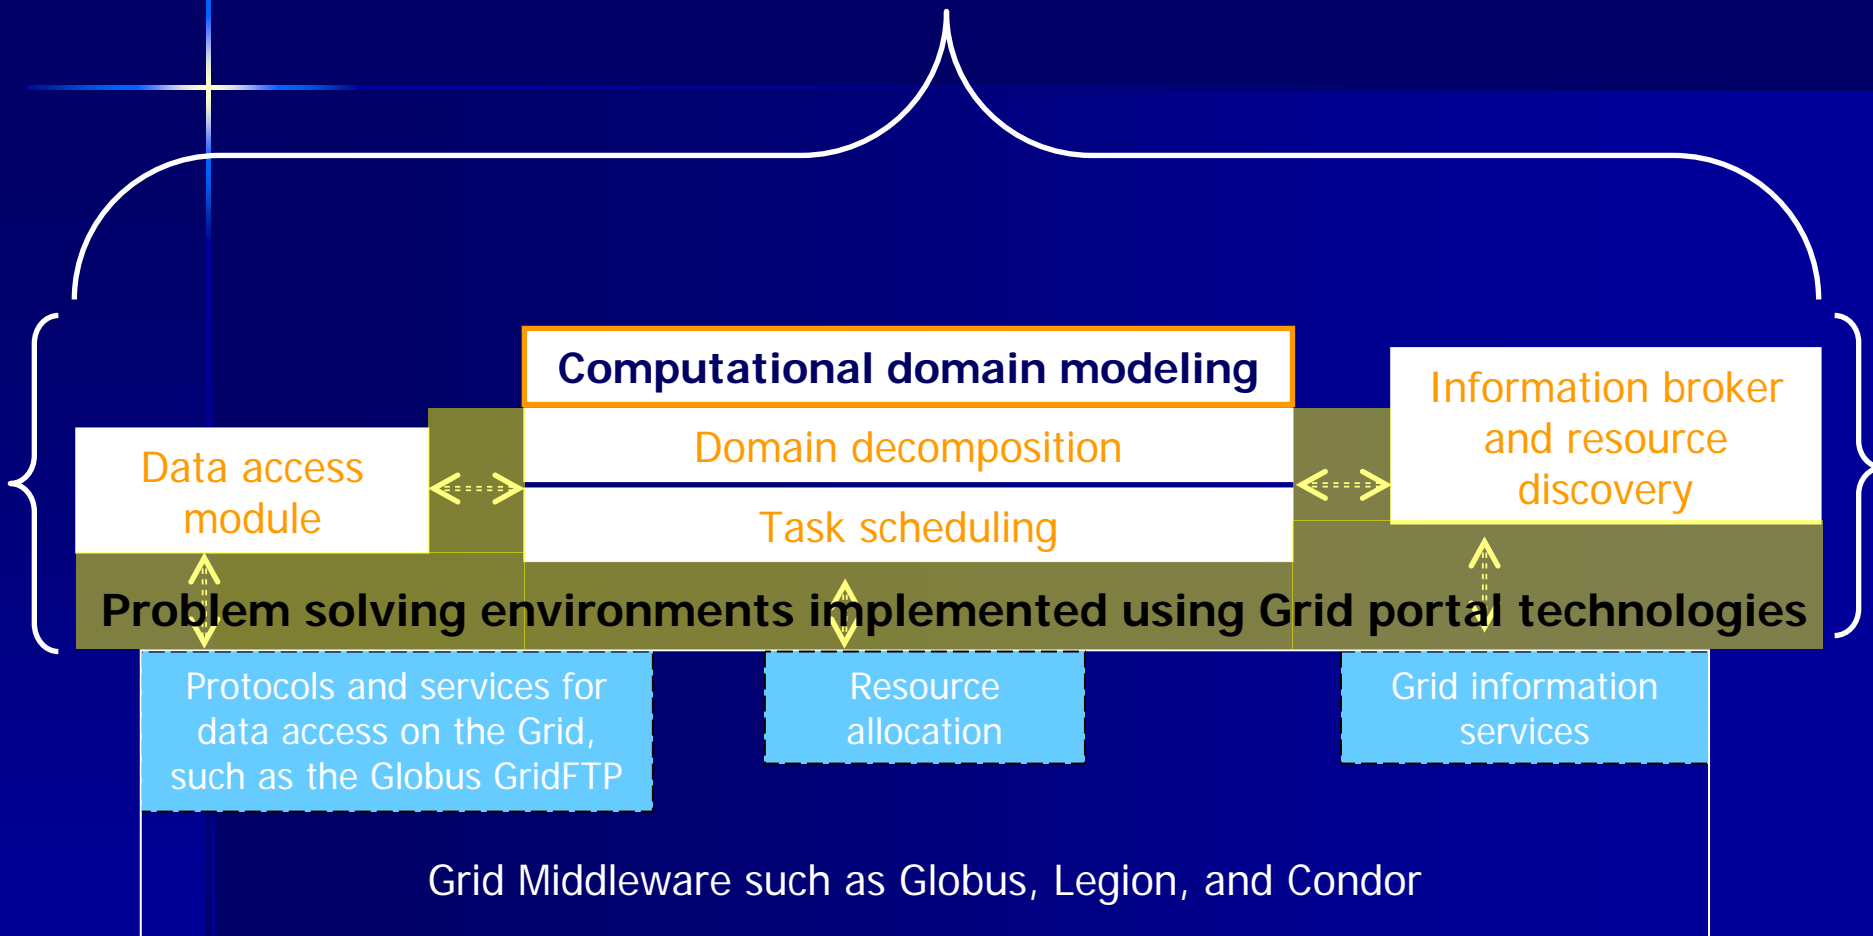 Computational domain modeling
Domain decomposition
Task scheduling
Data access
module
Information broker
and resource
discovery
Problem solving environments implemented using Grid portal technologies
Protocols and services for
data access on the Grid,
such as the Globus GridFTP
Resource
allocation
Grid information
services
Grid Middleware such as Globus, Legion, and Condor